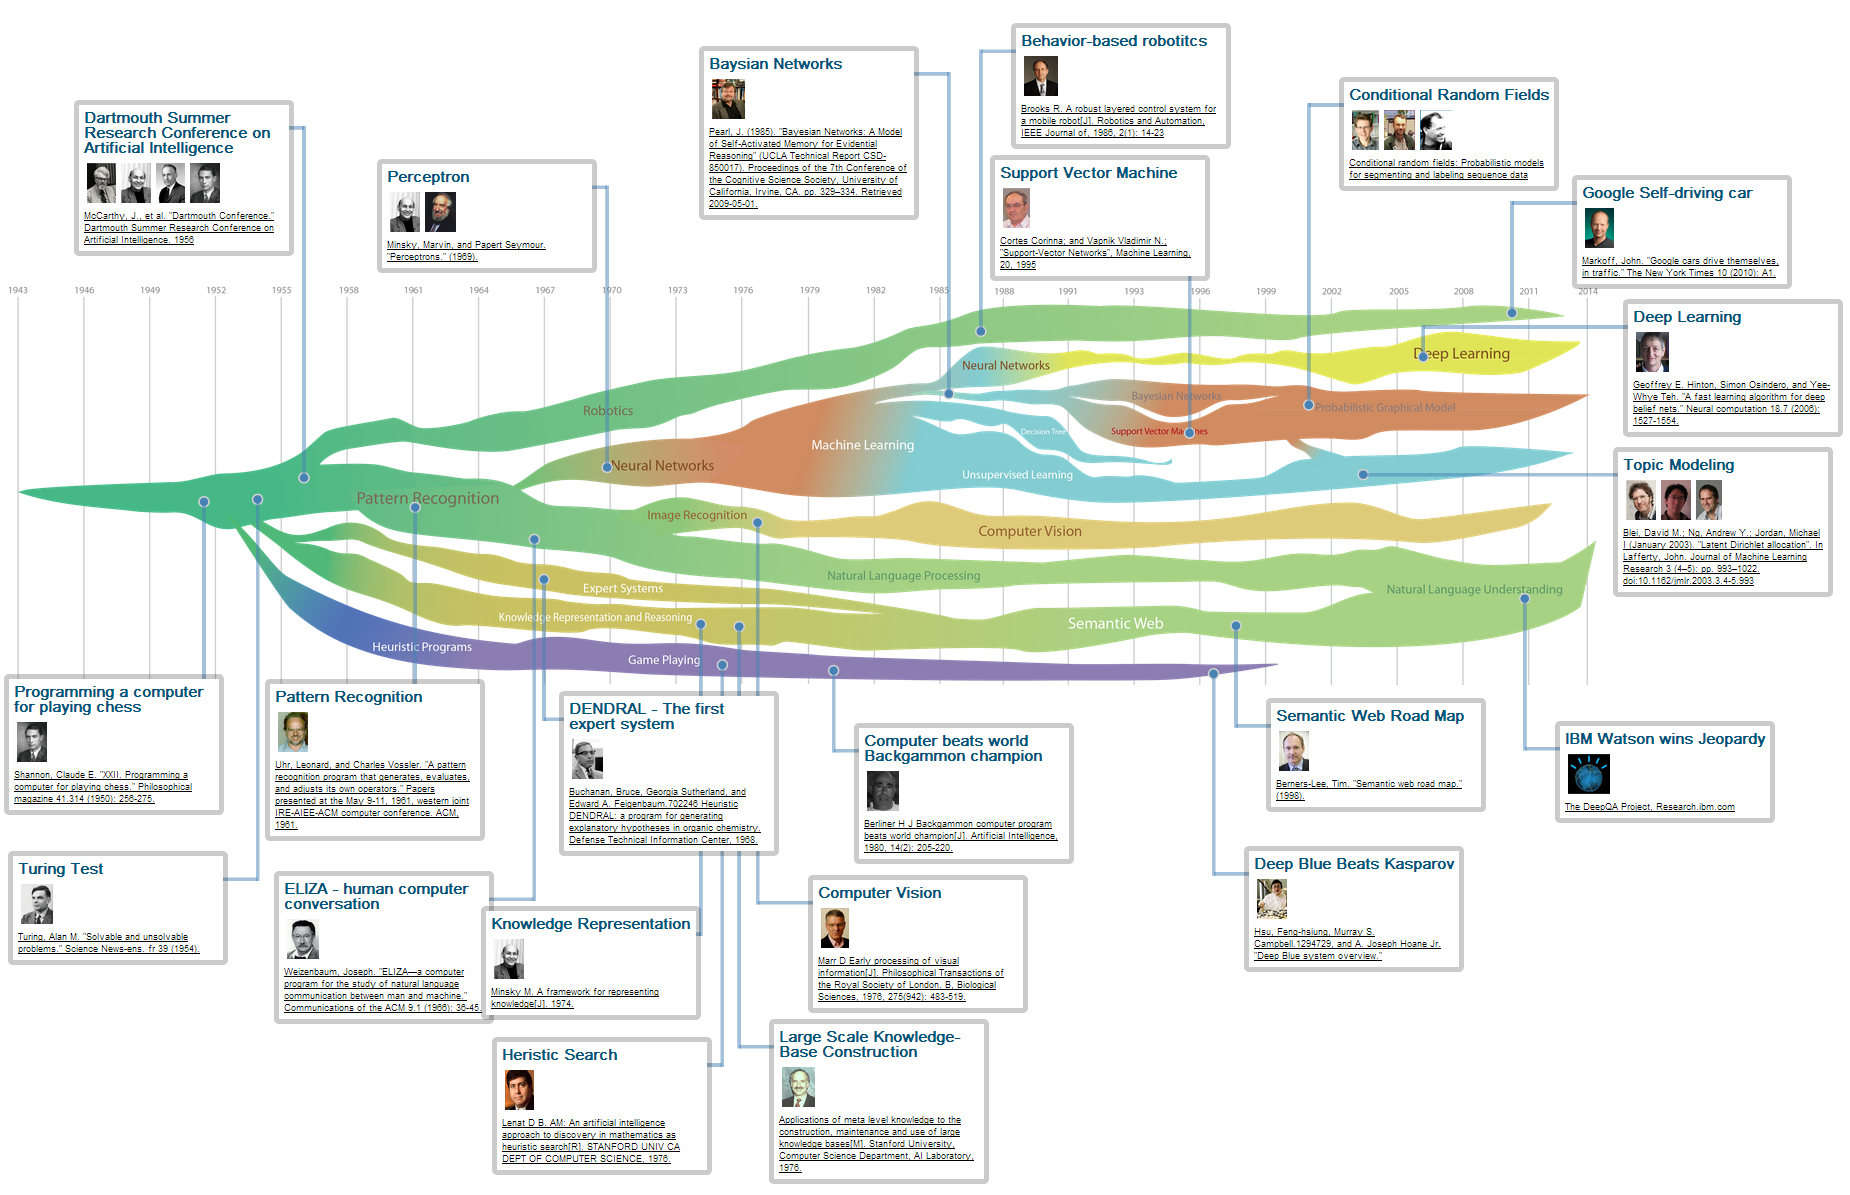 Behavior-based robotitcs
Brooks R. A robust layered control system for
a mobile robot[J]. Robotics and Automation,
IEEE Journal of, 1986, 2(1): 14-23
Baysian Networks
Pearl, J. (1985). "Bayesian Networks: A Model
of Self-Activated Memory for Evidential
Reasoning" (UCLA Technical Report CSD-
850017). Proceedings of the 7th Conference of
the Cognitive Science Society, University of
California, Irvine, CA. pp. 329–334. Retrieved
2009-05-01.
Conditional Random Fields
Conditional random fields: Probabilistic models
for segmenting and labeling sequence data
Dartmouth Summer
Research Conference on
Artificial Intelligence
McCarthy, J., et al. "Dartmouth Conference."
Dartmouth Summer Research Conference on
Artificial Intelligence. 1956
Perceptron
Minsky, Marvin, and Papert Seymour.
"Perceptrons." (1969).
Support Vector Machine
Cortes Corinna; and Vapnik Vladimir N.;
"Support-Vector Networks", Machine Learning,
20, 1995
Google Self-driving car
Markoff, John. "Google cars drive themselves,
in traffic." The New York Times 10 (2010): A1.
1943 1946 1949 1952 1955 1958 1961 1964 1967 1970 1973 1976 1979 1982 1985 1988 1991 1993 1996 1999 2002 2005 2008 2011 2014
Deep Learning
Geoffrey E. Hinton, Simon Osindero, and Yee-
Whye Teh. "A fast learning algorithm for deep
belief nets." Neural computation 18.7 (2006):
1527-1554.
Deep Learning
Neural Networks
Bayesian Networks
Probabilistic Graphical Model
Robotics
Decision Tree
Support Vector Machines
Machine Learning
Neural Networks
Unsupervised Learning
Pattern Recognition
Image Recognition
Computer Vision
Topic Modeling
Blei, David M.; Ng, Andrew Y.; Jordan, Michael
I (January 2003). "Latent Dirichlet allocation". In
Lafferty, John. Journal of Machine Learning
Research 3 (4–5): pp. 993–1022.
doi:10.1162/jmlr.2003.3.4-5.993
Natural Language Processing
Natural Language Understanding
Expert Systems
Knowledge Representation and Reasoning
Semantic Web
Heuristic Programs
Game Playing
Programming a computer
for playing chess
Shannon, Claude E. "XXII. Programming a
computer for playing chess." Philosophical
magazine 41.314 (1950): 256-275.
Pattern Recognition
Uhr, Leonard, and Charles Vossler. "A pattern
recognition program that generates, evaluates,
and adjusts its own operators." Papers
presented at the May 9-11, 1961, western joint
IRE-AIEE-ACM computer conference. ACM,
1961.
DENDRAL - The first
expert system
Buchanan, Bruce, Georgia Sutherland, and
Edward A. Feigenbaum.702246 Heuristic
DENDRAL: a program for generating
explanatory hypotheses in organic chemistry.
Defense Technical Information Center, 1968.
Computer beats world
Backgammon champion
Berliner H J Backgammon computer program
beats world champion[J]. Artificial Intelligence,
1980, 14(2): 205-220.
Semantic Web Road Map
Berners-Lee, Tim. "Semantic web road map."
(1998).
IBM Watson wins Jeopardy
The DeepQA Project, Research.ibm.com
Turing Test
Turing, Alan M. "Solvable and unsolvable
problems." Science News-ens. fr 39 (1954).
ELIZA - human computer
conversation
Weizenbaum, Joseph. "ELIZA—a computer
program for the study of natural language
communication between man and machine."
Communications of the ACM 9.1 (1966): 36-45.
Knowledge Representation
Minsky M. A framework for representing
knowledge[J]. 1974.
Computer Vision
Marr D Early processing of visual
information[J]. Philosophical Transactions of
the Royal Society of London. B, Biological
Sciences, 1976, 275(942): 483-519.
Deep Blue Beats Kasparov
Hsu, Feng-hsiung, Murray S.
Campbell.1294729, and A. Joseph Hoane Jr.
"Deep Blue system overview."
Heristic Search
Lenat D B. AM: An artificial intelligence
approach to discovery in mathematics as
heuristic search[R]. STANFORD UNIV CA
DEPT OF COMPUTER SCIENCE, 1976.
Large Scale Knowledge-
Base Construction
Applications of meta level knowledge to the
construction, maintenance and use of large
knowledge bases[M]. Stanford University,
Computer Science Department, AI Laboratory,
1976.